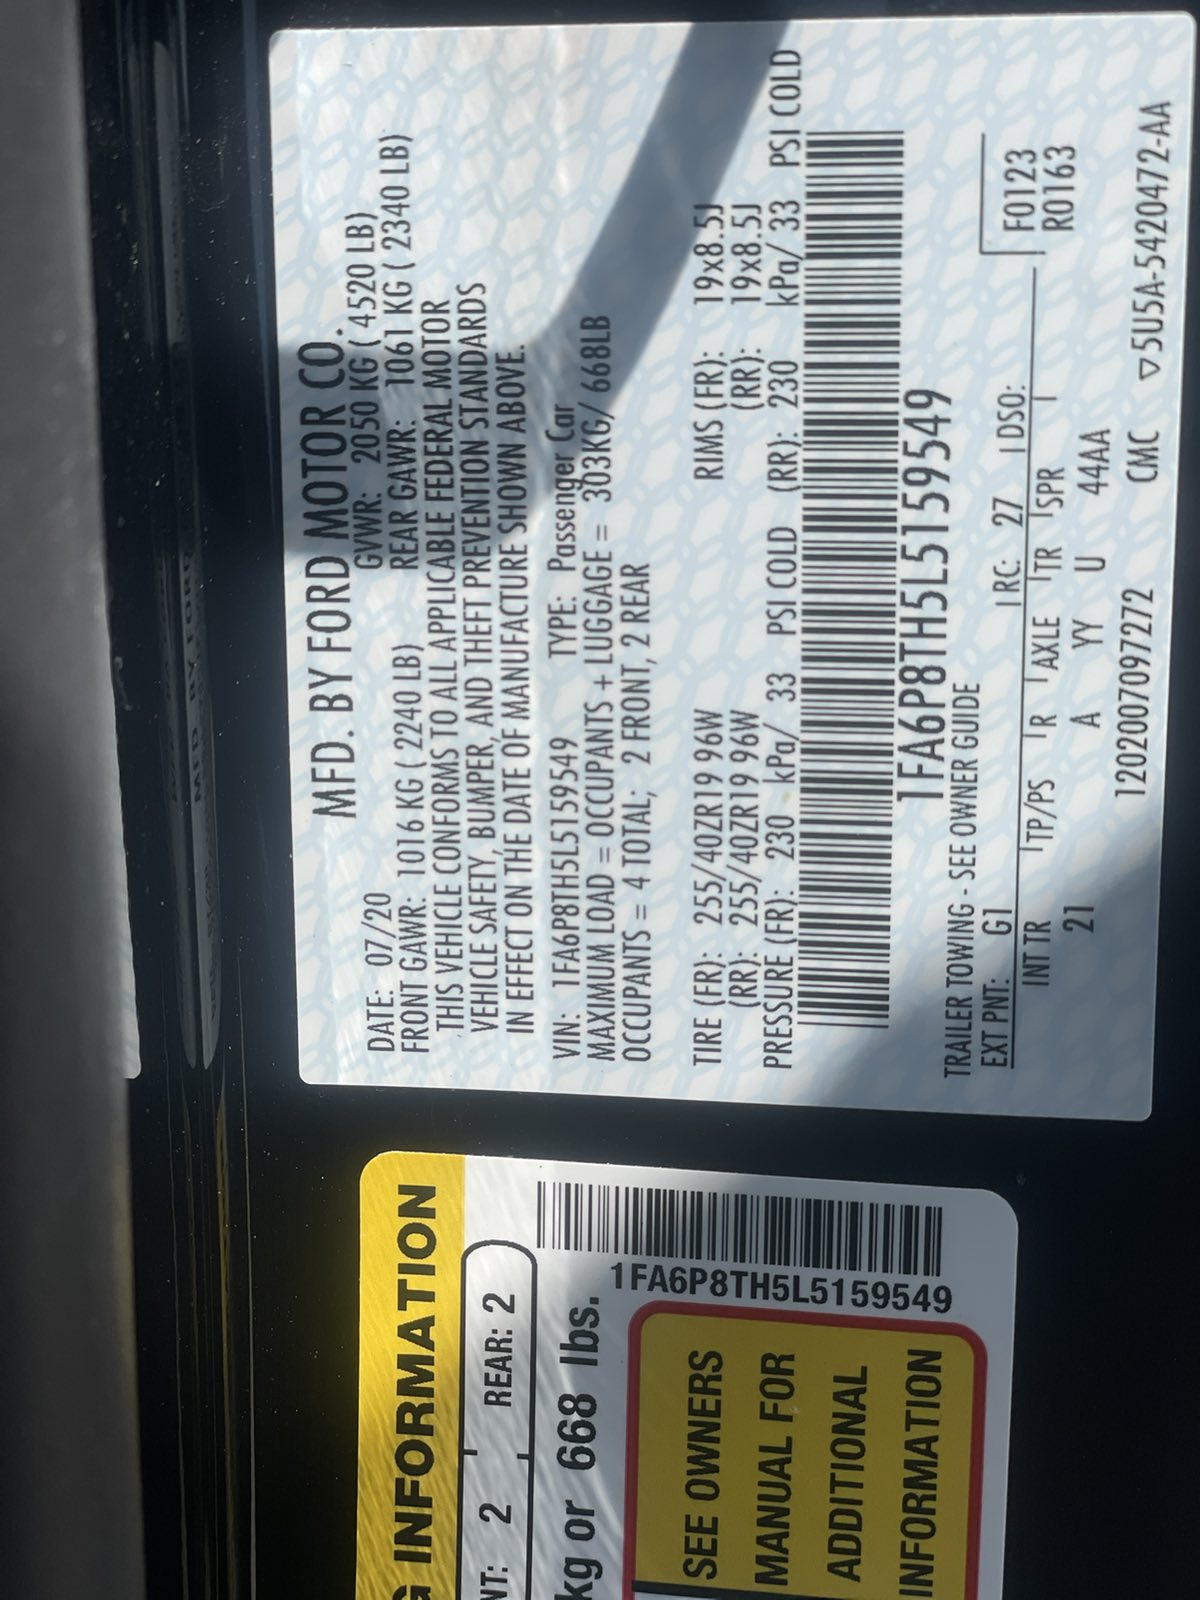 MFD. BY FORD MOTOR CO.
DATE: 07/20 GVWR: 2050 KG ( 4520 LB)
FRONT GAWR: 1016 KG ( 2240 LB) REAR GAWR: 1061 KG ( 2340 LB)
THIS VEHICLE CONFORMS TO ALL APPLICABLE FEDERAL MOTOR
VEHICLE SAFETY, BUMPER, AND THEFT PREVENTION STANDARDS
IN EFFECT ON THE DATE OF MANUFACTURE SHOWN ABOVE.
VIN: 1FA6P8TH5L5159549 TYPE: Passenger Car
MAXIMUM LOAD = OCCUPANTS + LUGGAGE = 303KG/ 668LB
OCCUPANTS = 4 TOTAL; 2 FRONT, 2 REAR
TIRE (FR): 255/40ZR19 96W RIMS (FR): 19x8.5J
(RR): 255/40ZR19 96W (RR): 19x8.5J
PRESSURE (FR): 230 kPa/ 33 PSI COLD (RR): 230 kPa/ 33 PSI COLD
1FA6P8TH5L5159549
TRAILER TOWING - SEE OWNER GUIDE
EXT PNT: G1 RC: 27 DSO: F0123
INT TR TP/PS R AXLE TR SPR R0163
21 A YY U 44AA
1202007097272 CMC ▽5U5A-5420472-AA
G INFORMATION
NT: 2 REAR: 2
kg or 668 lbs.
1FA6P8TH5L5159549
SEE OWNERS
MANUAL FOR
ADDITIONAL
INFORMATION